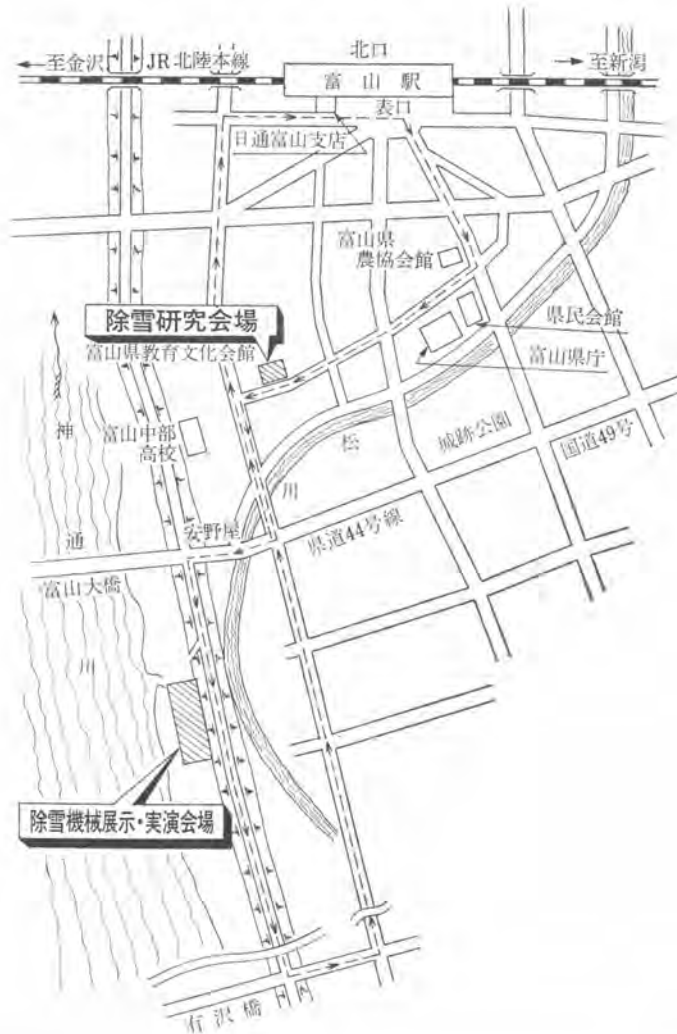 北口
至金沢
JR北陸本線
富山駅
至新潟
表口
日通富山支店
富山県
農協会館
除雪研究会場
富山県教育文化会館
県民会館
富山県庁
富山中部
高校
松川
城跡公園
国道49号
神通川
安野屋
県道44号線
富山大橋
除雪機械展示・実演会場
有沢橋